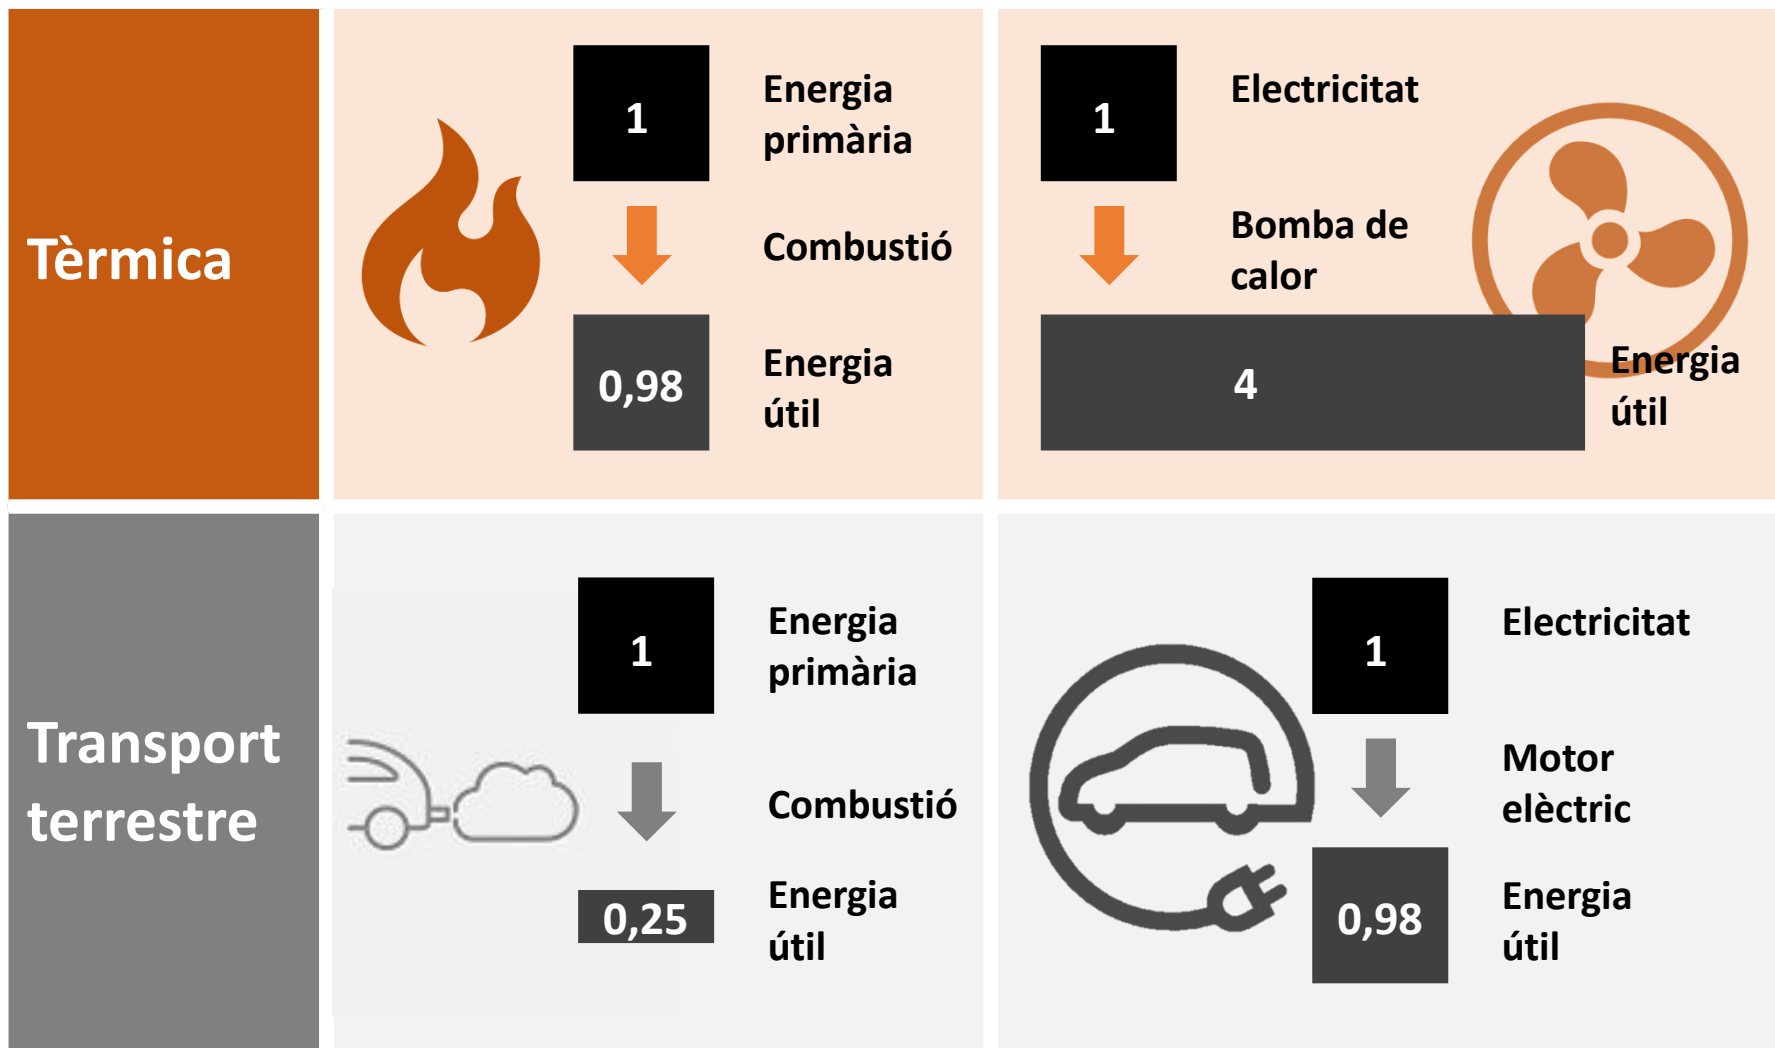 Tèrmica
1
Energia
primària
Combustió
0,98
Energia
útil
1
Electricitat
Bomba de
calor
4
Energia
útil
Transport
terrestre
1
Energia
primària
Combustió
0,25
Energia
útil
1
Electricitat
Motor
elèctric
0,98
Energia
útil